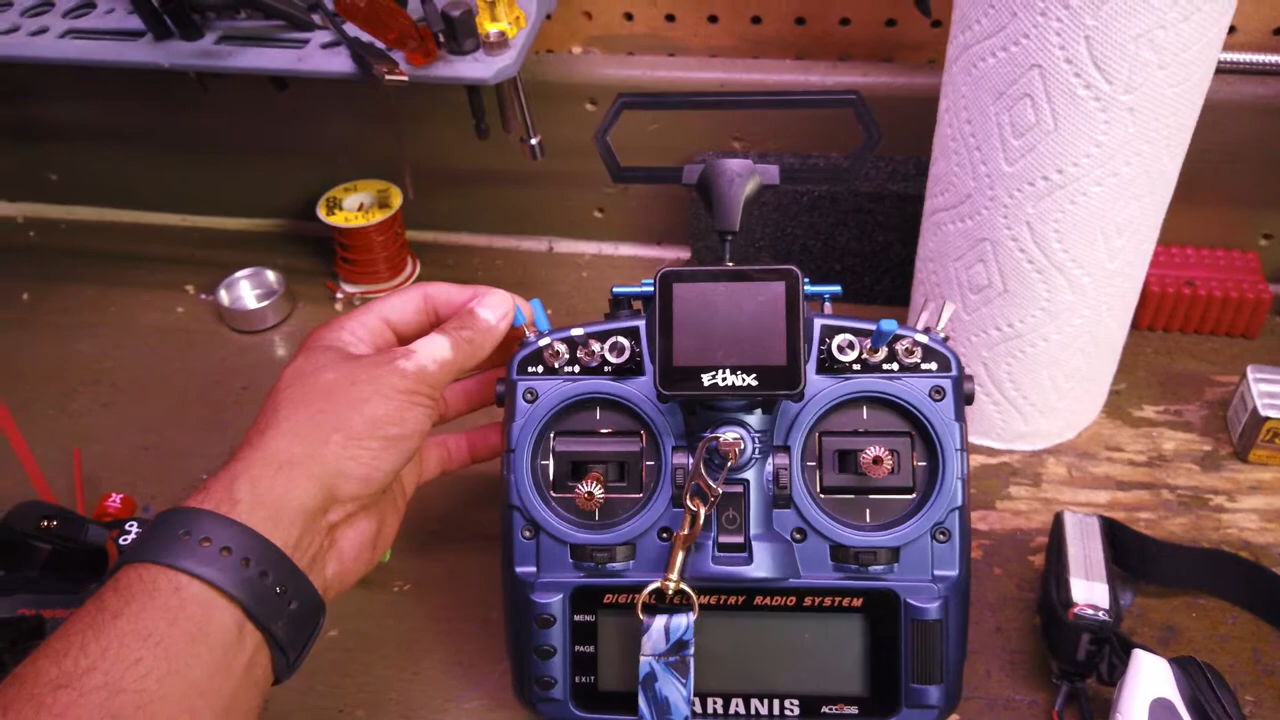 Ethix
SA SB S1
S2 SC SD
DIGITAL TELEMETRY RADIO SYSTEM
MENU
PAGE
EXIT
ARANIS ACCESS